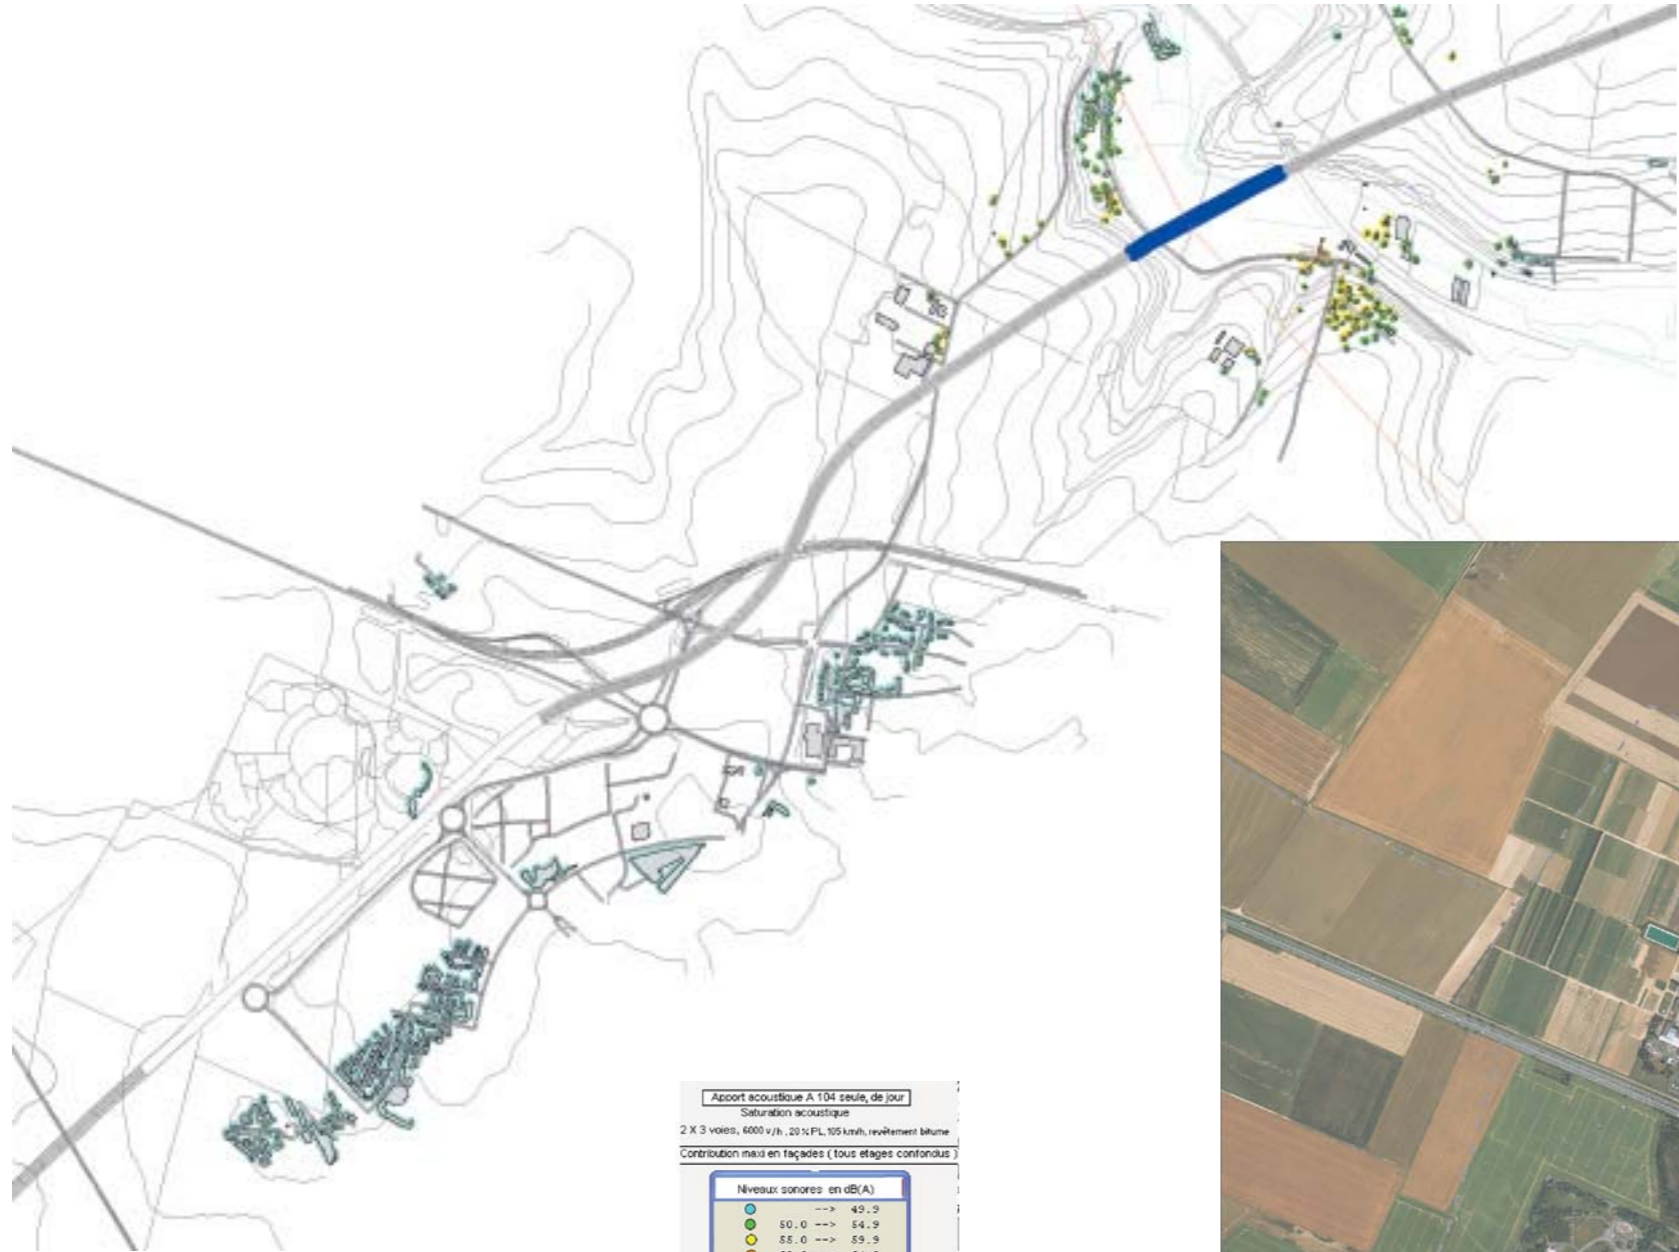 Apport acoustique A 104 seule, de jour
Saturation acoustique
2 X 3 voies, 6000 v/h, 20 % PL, 105 km/h, revêtement bitume
Contribution maxi en façades ( tous etages confondus )
Niveaux sonores en dB(A)
--> 49.9
50.0 --> 54.9
55.0 --> 59.9